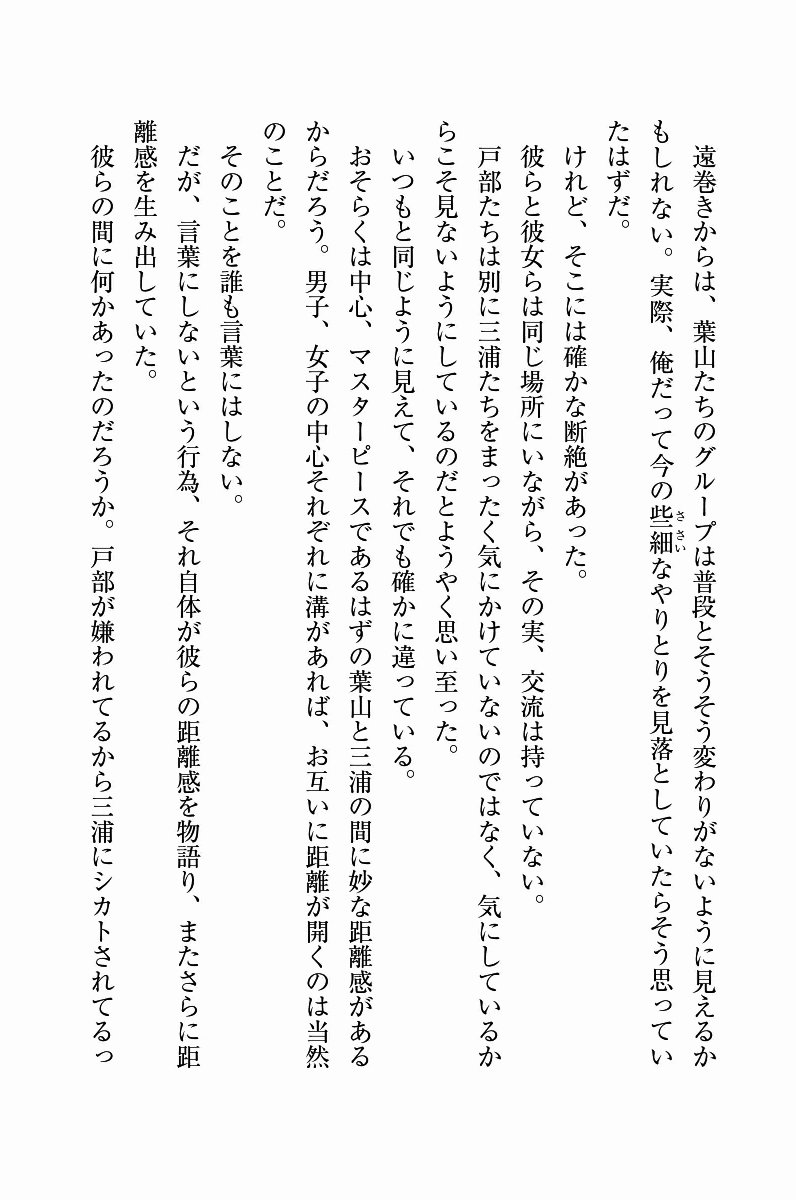 遠巻きからは、葉山たちのグループは普段とそうそう変わりがないように見えるか
もしれない。実際、俺だって今の些細なやりとりを見落としていたらそう思ってい
ささい
たはずだ。
けれど、そこには確かな断絶があった。
彼らと彼女らは同じ場所にいながら、その実、交流は持っていない。
戸部たちは別に三浦たちをまったく気にかけていないのではなく、気にしているか
らこそ見ないようにしているのだとようやく思い至った。
いつもと同じように見えて、それでも確かに違っている。
おそらくは中心、マスターピースであるはずの葉山と三浦の間に妙な距離感がある
からだろう。男子、女子の中心それぞれに溝があれば、お互いに距離が開くのは当然
のことだ。
そのことを誰も言葉にはしない。
だが、言葉にしないという行為、それ自体が彼らの距離感を物語り、またさらに距
離感を生み出していた。
彼らの間に何かあったのだろうか。戸部が嫌われてるから三浦にシカトされてるっ